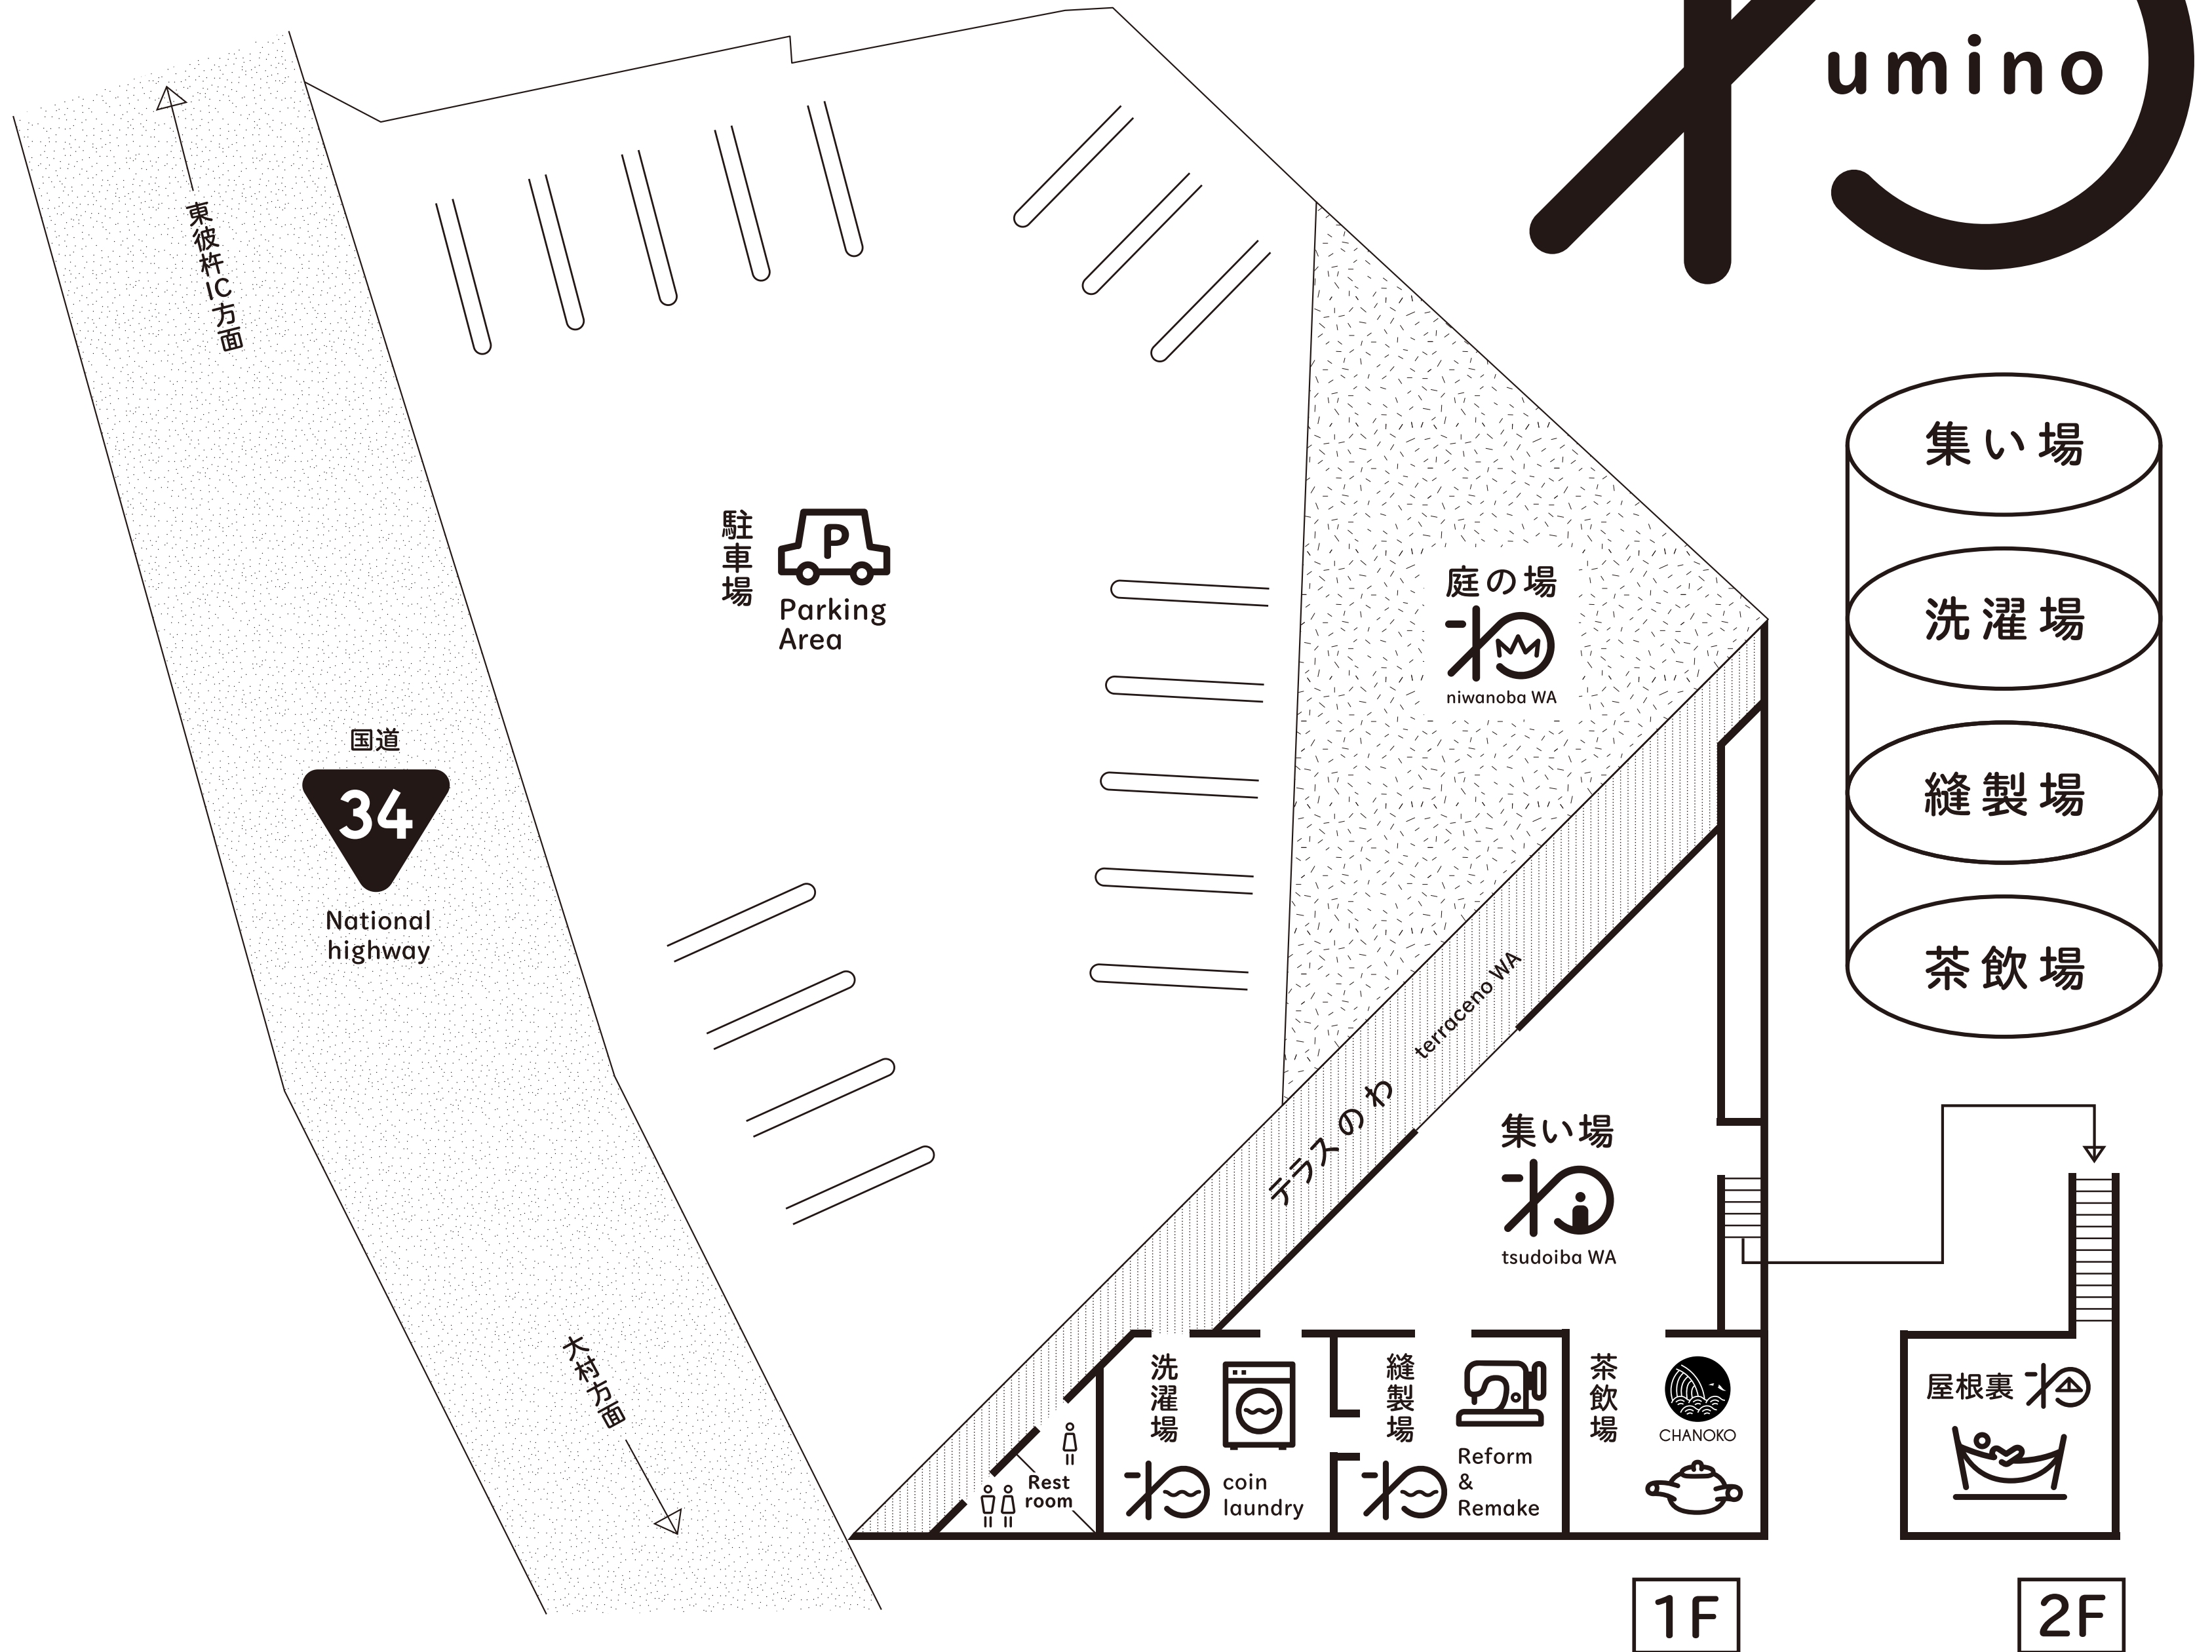 umino
東彼杵IC方面
駐車場
P
Parking
Area
国道
34
National
highway
大村方面
庭の場
niwanoba WA
テラスのわ
terraceno WA
集い場
tsudoiba WA
洗濯場
coin
laundry
縫製場
Reform
&
Remake
茶飲場
CHANOKO
Rest
room
集い場
洗濯場
縫製場
茶飲場
屋根裏
1F
2F